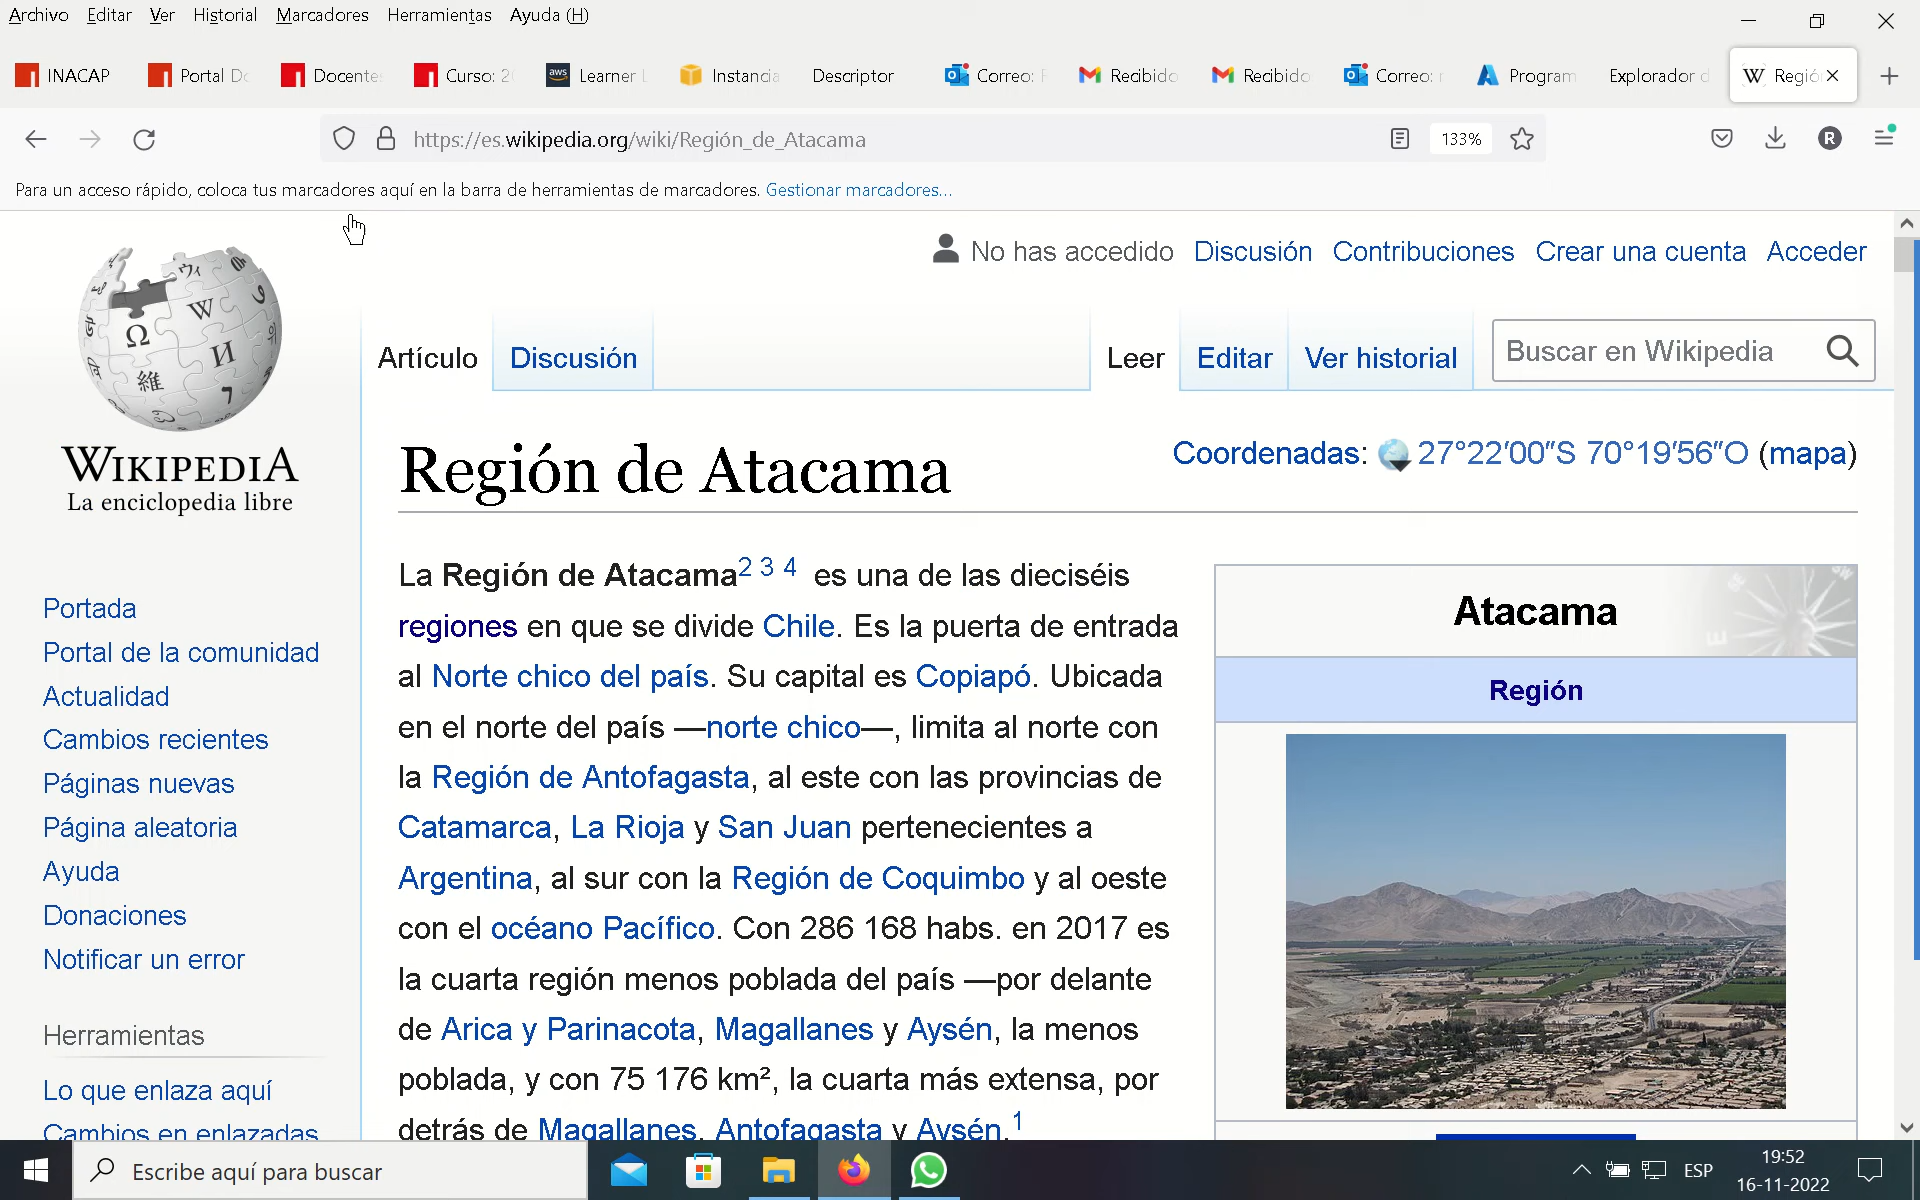 Archivo Editar Ver Historial Marcadores Herramientas Ayuda (H)
INACAP Portal Do Docente Curso: 20 aws Learner L Instancia Descriptor Correo: R Recibido Recibido Correo: r Program Explorador d W Región
https://es.wikipedia.org/wiki/Región_de_Atacama 133% R
Para un acceso rápido, coloca tus marcadores aquí en la barra de herramientas de marcadores. Gestionar marcadores...
No has accedido Discusión Contribuciones Crear una cuenta Acceder
Artículo Discusión Leer Editar Ver historial Buscar en Wikipedia
WIKIPEDIA
La enciclopedia libre
Portada
Portal de la comunidad
Actualidad
Cambios recientes
Páginas nuevas
Página aleatoria
Ayuda
Donaciones
Notificar un error
Herramientas
Lo que enlaza aquí
Cambios en enlazadas
Región de Atacama
Coordenadas: 27°22′00″S 70°19′56″O (mapa)
La Región de Atacama2 3 4 es una de las dieciséis
regiones en que se divide Chile. Es la puerta de entrada
al Norte chico del país. Su capital es Copiapó. Ubicada
en el norte del país —norte chico—, limita al norte con
la Región de Antofagasta, al este con las provincias de
Catamarca, La Rioja y San Juan pertenecientes a
Argentina, al sur con la Región de Coquimbo y al oeste
con el océano Pacífico. Con 286 168 habs. en 2017 es
la cuarta región menos poblada del país —por delante
de Arica y Parinacota, Magallanes y Aysén, la menos
poblada, y con 75 176 km², la cuarta más extensa, por
detrás de Magallanes, Antofagasta y Aysén.1
Atacama
Región
Escribe aquí para buscar
ESP
19:52
16-11-2022